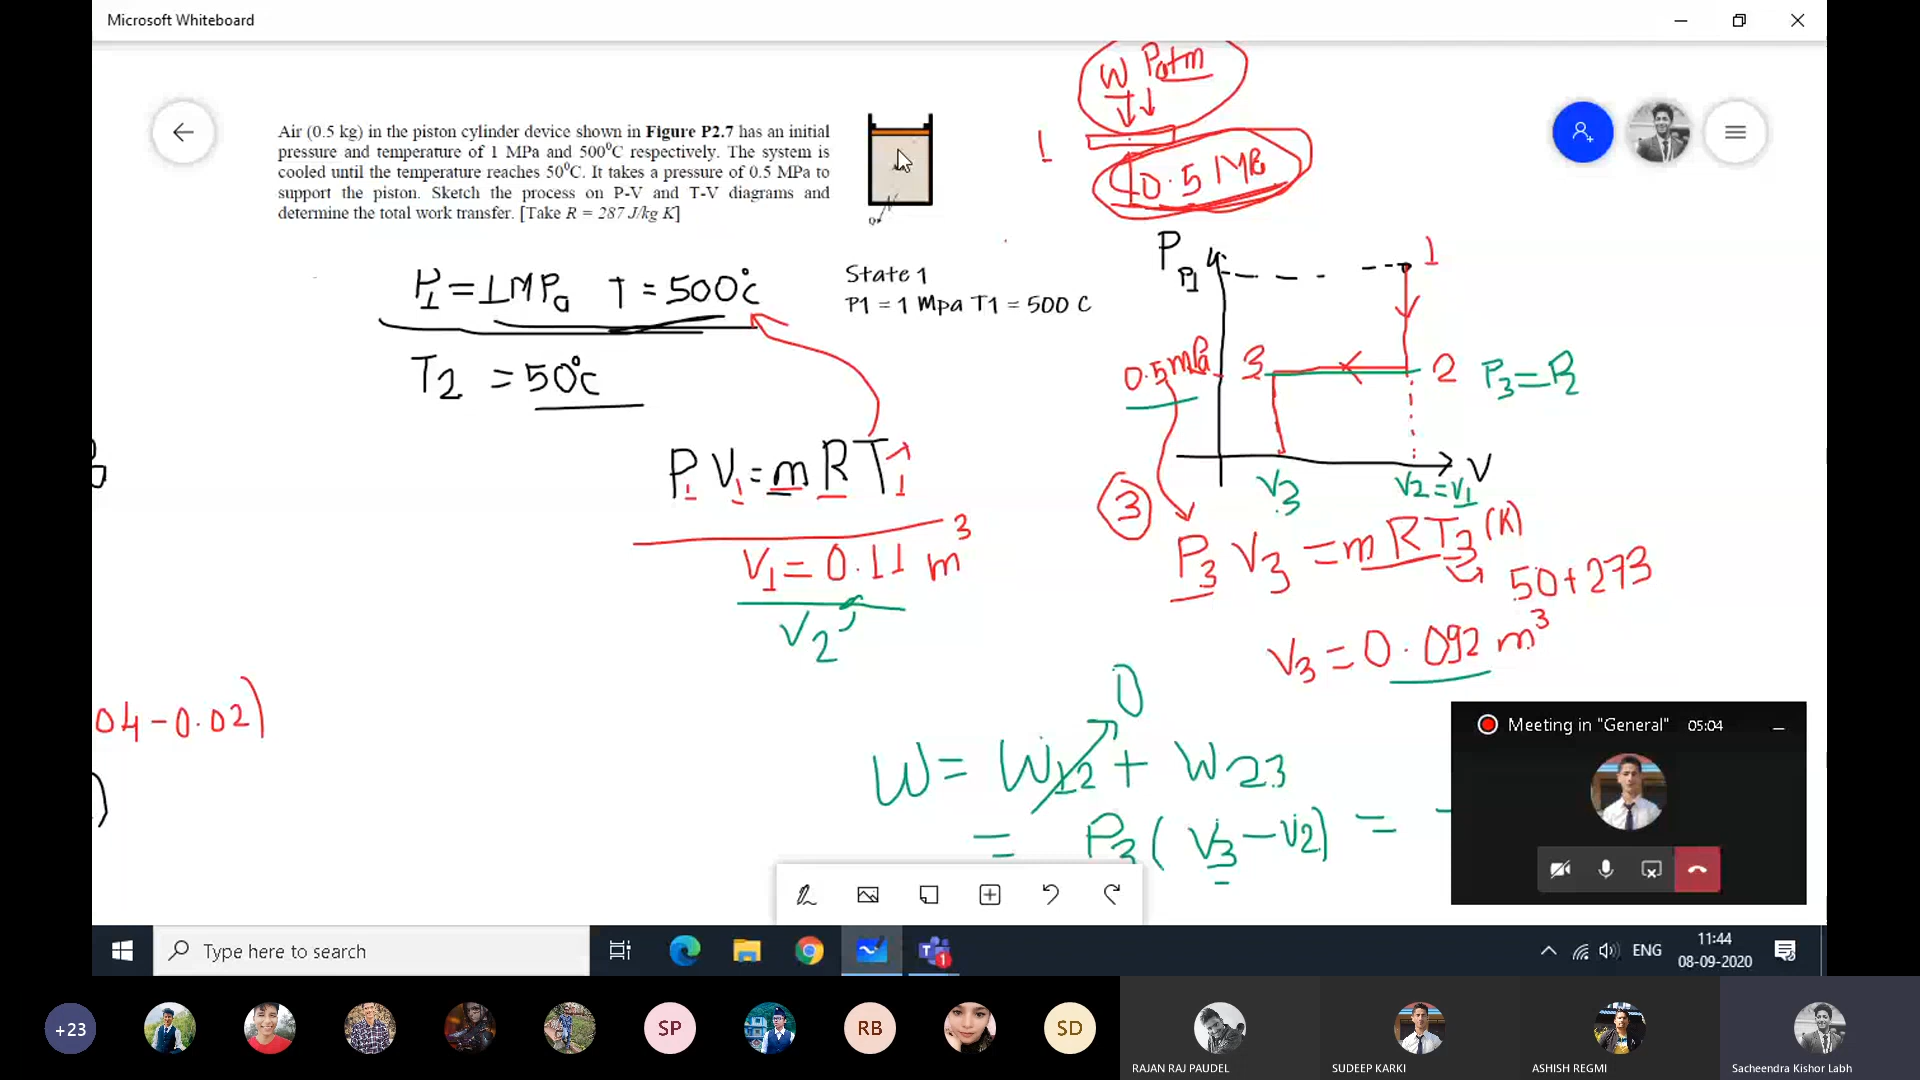 Microsoft Whiteboard
W Patm
Air (0.5 kg) in the piston cylinder device shown in Figure P2.7 has an initial
pressure and temperature of 1 MPa and 500⁰C respectively. The system is
cooled until the temperature reaches 50⁰C. It takes a pressure of 0.5 MPa to
support the piston. Sketch the process on P-V and T-V diagrams and
determine the total work transfer. [Take R = 287 J/kg K]
1
0.5 MPa
P1 = 1MPa T = 500°C
State 1
P1 = 1 Mpa T1 = 500 C
T2 = 50°C
P
P1
1
0.5mPa
3
2
P3 = P2
V3
V2 = V1
V
P1 V1 = m R T1
V1 = 0.11 m³
V2
3
P3 V3 = m R T3 (K)
50 + 273
V3 = 0.092 m³
04 - 0.02)
)
0
W = W12 + W23
= P3 ( V3 - V2) =
Meeting in "General" 05:04
Type here to search
ENG
11:44
08-09-2020
1
+23
SP
RB
SD
RAJAN RAJ PAUDEL
SUDEEP KARKI
ASHISH REGMI
Sacheendra Kishor Labh